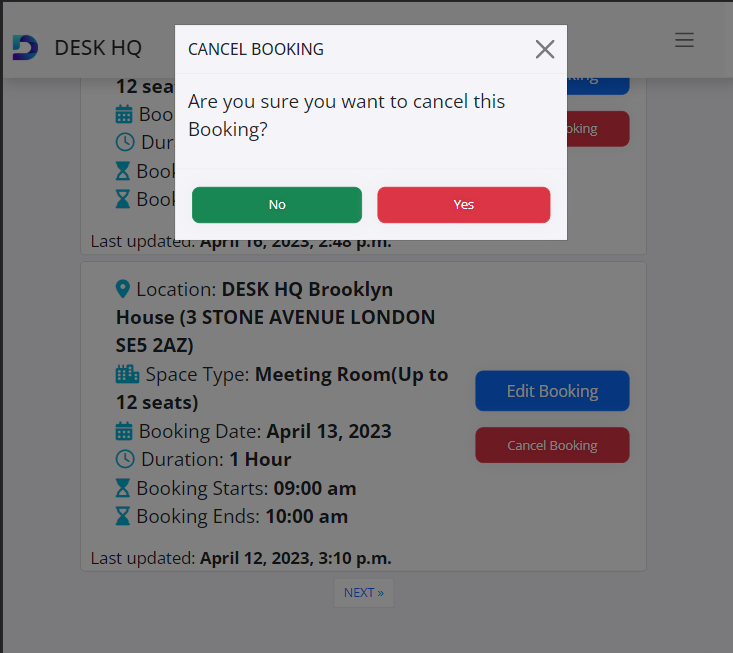 DESK HQ
CANCEL BOOKING
Are you sure you want to cancel this
Booking?
No
Yes
12 sea
Boo
Dur
Book
Book
Last updated: April 16, 2023, 2:48 p.m.
Location: DESK HQ Brooklyn
House (3 STONE AVENUE LONDON
SE5 2AZ)
Space Type: Meeting Room(Up to
12 seats)
Booking Date: April 13, 2023
Duration: 1 Hour
Booking Starts: 09:00 am
Booking Ends: 10:00 am
Edit Booking
Cancel Booking
Last updated: April 12, 2023, 3:10 p.m.
NEXT »